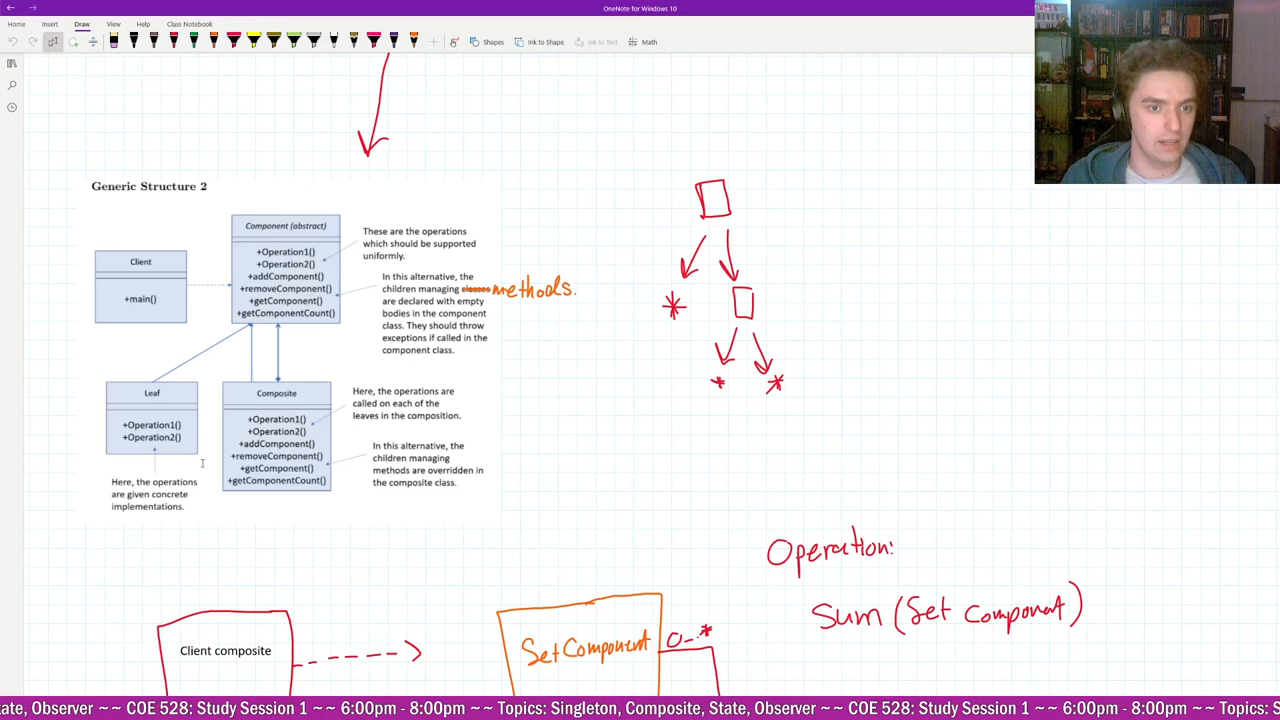 OneNote for Windows 10
Home Insert Draw View Help Class Notebook
Shapes Ink to Shape Ink to Text Math
Generic Structure 2
Component (abstract)
+Operation1()
+Operation2()
+addComponent()
+removeComponent()
+getComponent()
+getComponentCount()
Client
+main()
These are the operations
which should be supported
uniformly.
In this alternative, the
children managing classes methods.
are declared with empty
bodies in the component
class. They should throw
exceptions if called in the
component class.
Leaf
+Operation1()
+Operation2()
Composite
+Operation1()
+Operation2()
+addComponent()
+removeComponent()
+getComponent()
+getComponentCount()
Here, the operations are
called on each of the
leaves in the composition.
In this alternative, the
children managing
methods are overridden in
the composite class.
Here, the operations
are given concrete
implementations.
*
* *
Operation:
Sum (Set Component)
Client composite
SetComponent
0-.*
tate, Observer ~~ COE 528: Study Session 1 ~~ 6:00pm - 8:00pm ~~ Topics: Singleton, Composite, State, Observer ~~ COE 528: Study Session 1 ~~ 6:00pm - 8:00pm ~~ Topics: S